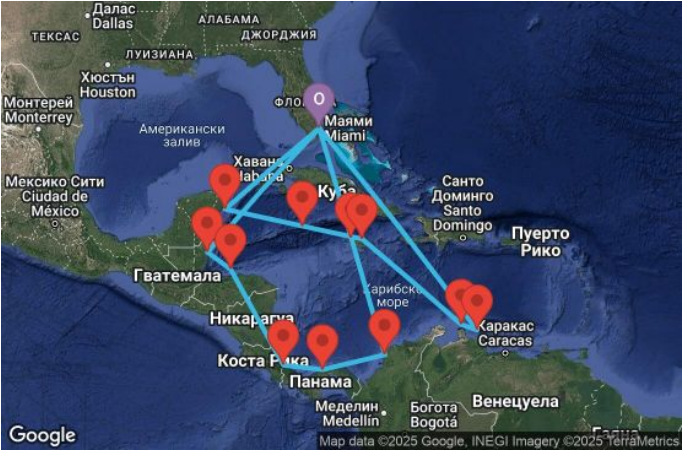 Далас
Dallas
АЛАБАМА
ТЕКСАС
ДЖОРДЖИЯ
ЛУИЗИАНА
Хюстън
Houston
ФЛО
O
Монтерей
Monterrey
Маями
Miami
Американски
залив
Хавана
Habana
Мексико Сити
Ciudad de
México
Куба
Санто
Доминго
Santo
Domingo
Пуерто
Рико
Гватемала
Карибско
море
Никарагуа
Каракас
Caracas
Коста Рика
Панама
Меделин
Medellín
Богота
Bogotá
Венецуела
Google
Map data ©2025 Google, INEGI Imagery ©2025 TerraMetrics